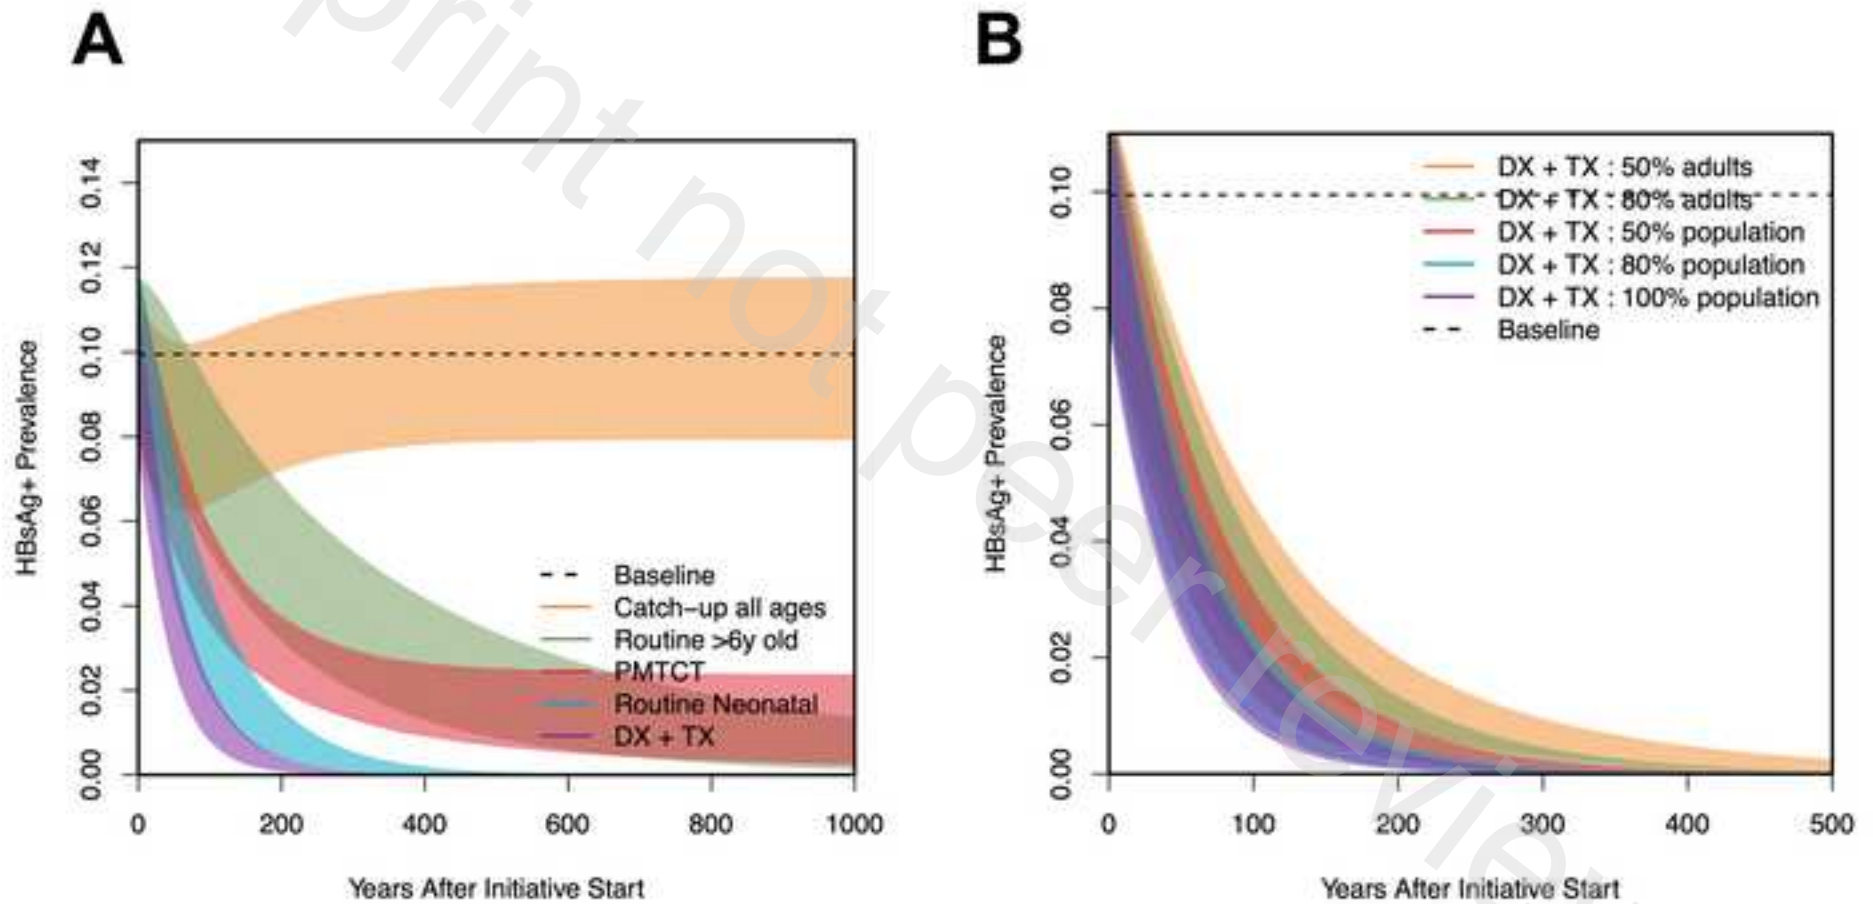 A
HBsAg+ Prevalence
0.14
0.12
0.10
0.08
0.06
0.04
0.02
0.00
Baseline
Catch-up all ages
Routine >6y old
PMTCT
Routine Neonatal
DX + TX
0 200 400 600 800 1000
Years After Initiative Start
B
HBsAg+ Prevalence
0.10
0.08
0.06
0.04
0.02
0.00
DX + TX : 50% adults
DX + TX : 80% adults
DX + TX : 50% population
DX + TX : 80% population
DX + TX : 100% population
Baseline
0 100 200 300 400 500
Years After Initiative Start
print not peer review